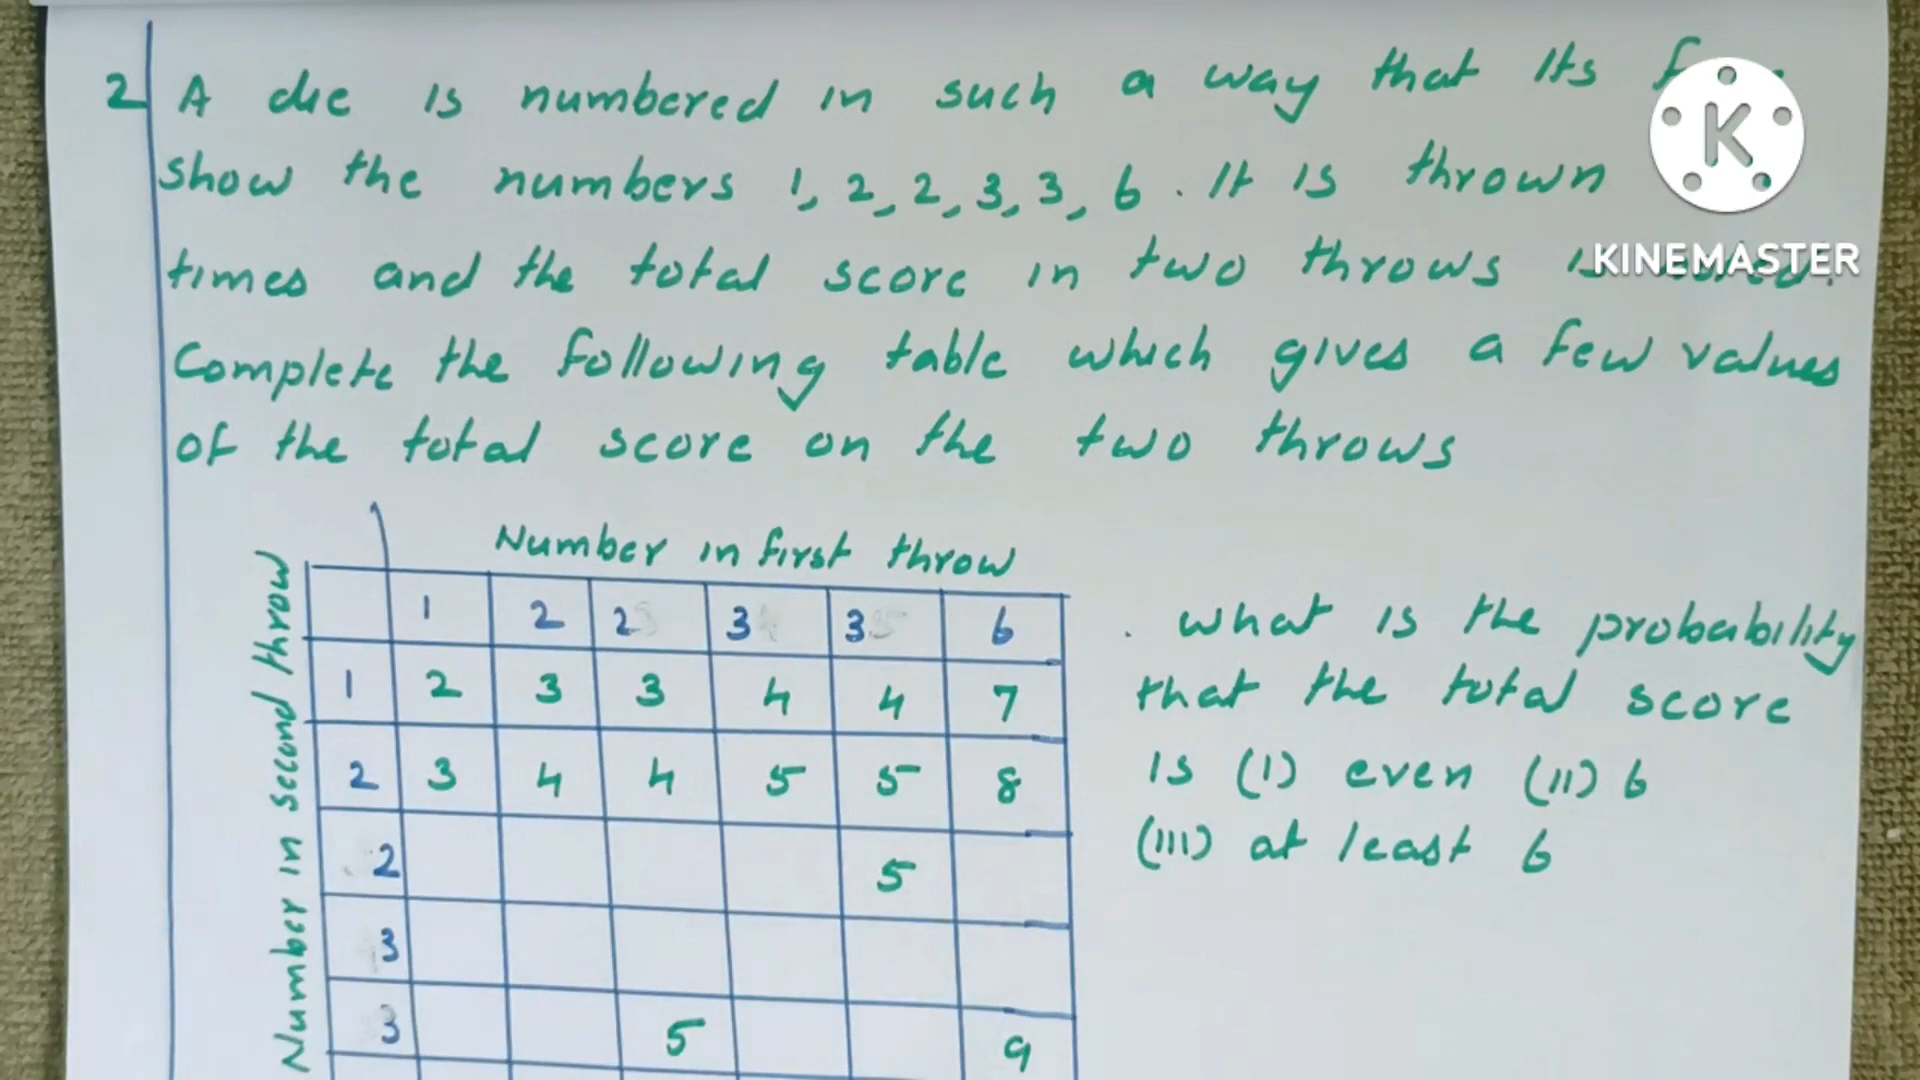 2 A die is numbered in such a way that its
show the numbers 1, 2, 2, 3, 3, 6. It is thrown
times and the total score in two throws is
Complete the following table which gives a few values
of the total score on the two throws
K
KINEMASTER
Number in first throw
Number in second throw
1 2 2 3 3 6
1 2 3 3 4 4 7
2 3 4 4 5 5 8
2 5
3
3 5 9
. What is the probability
that the total score
is (i) even (ii) 6
(iii) at least 6